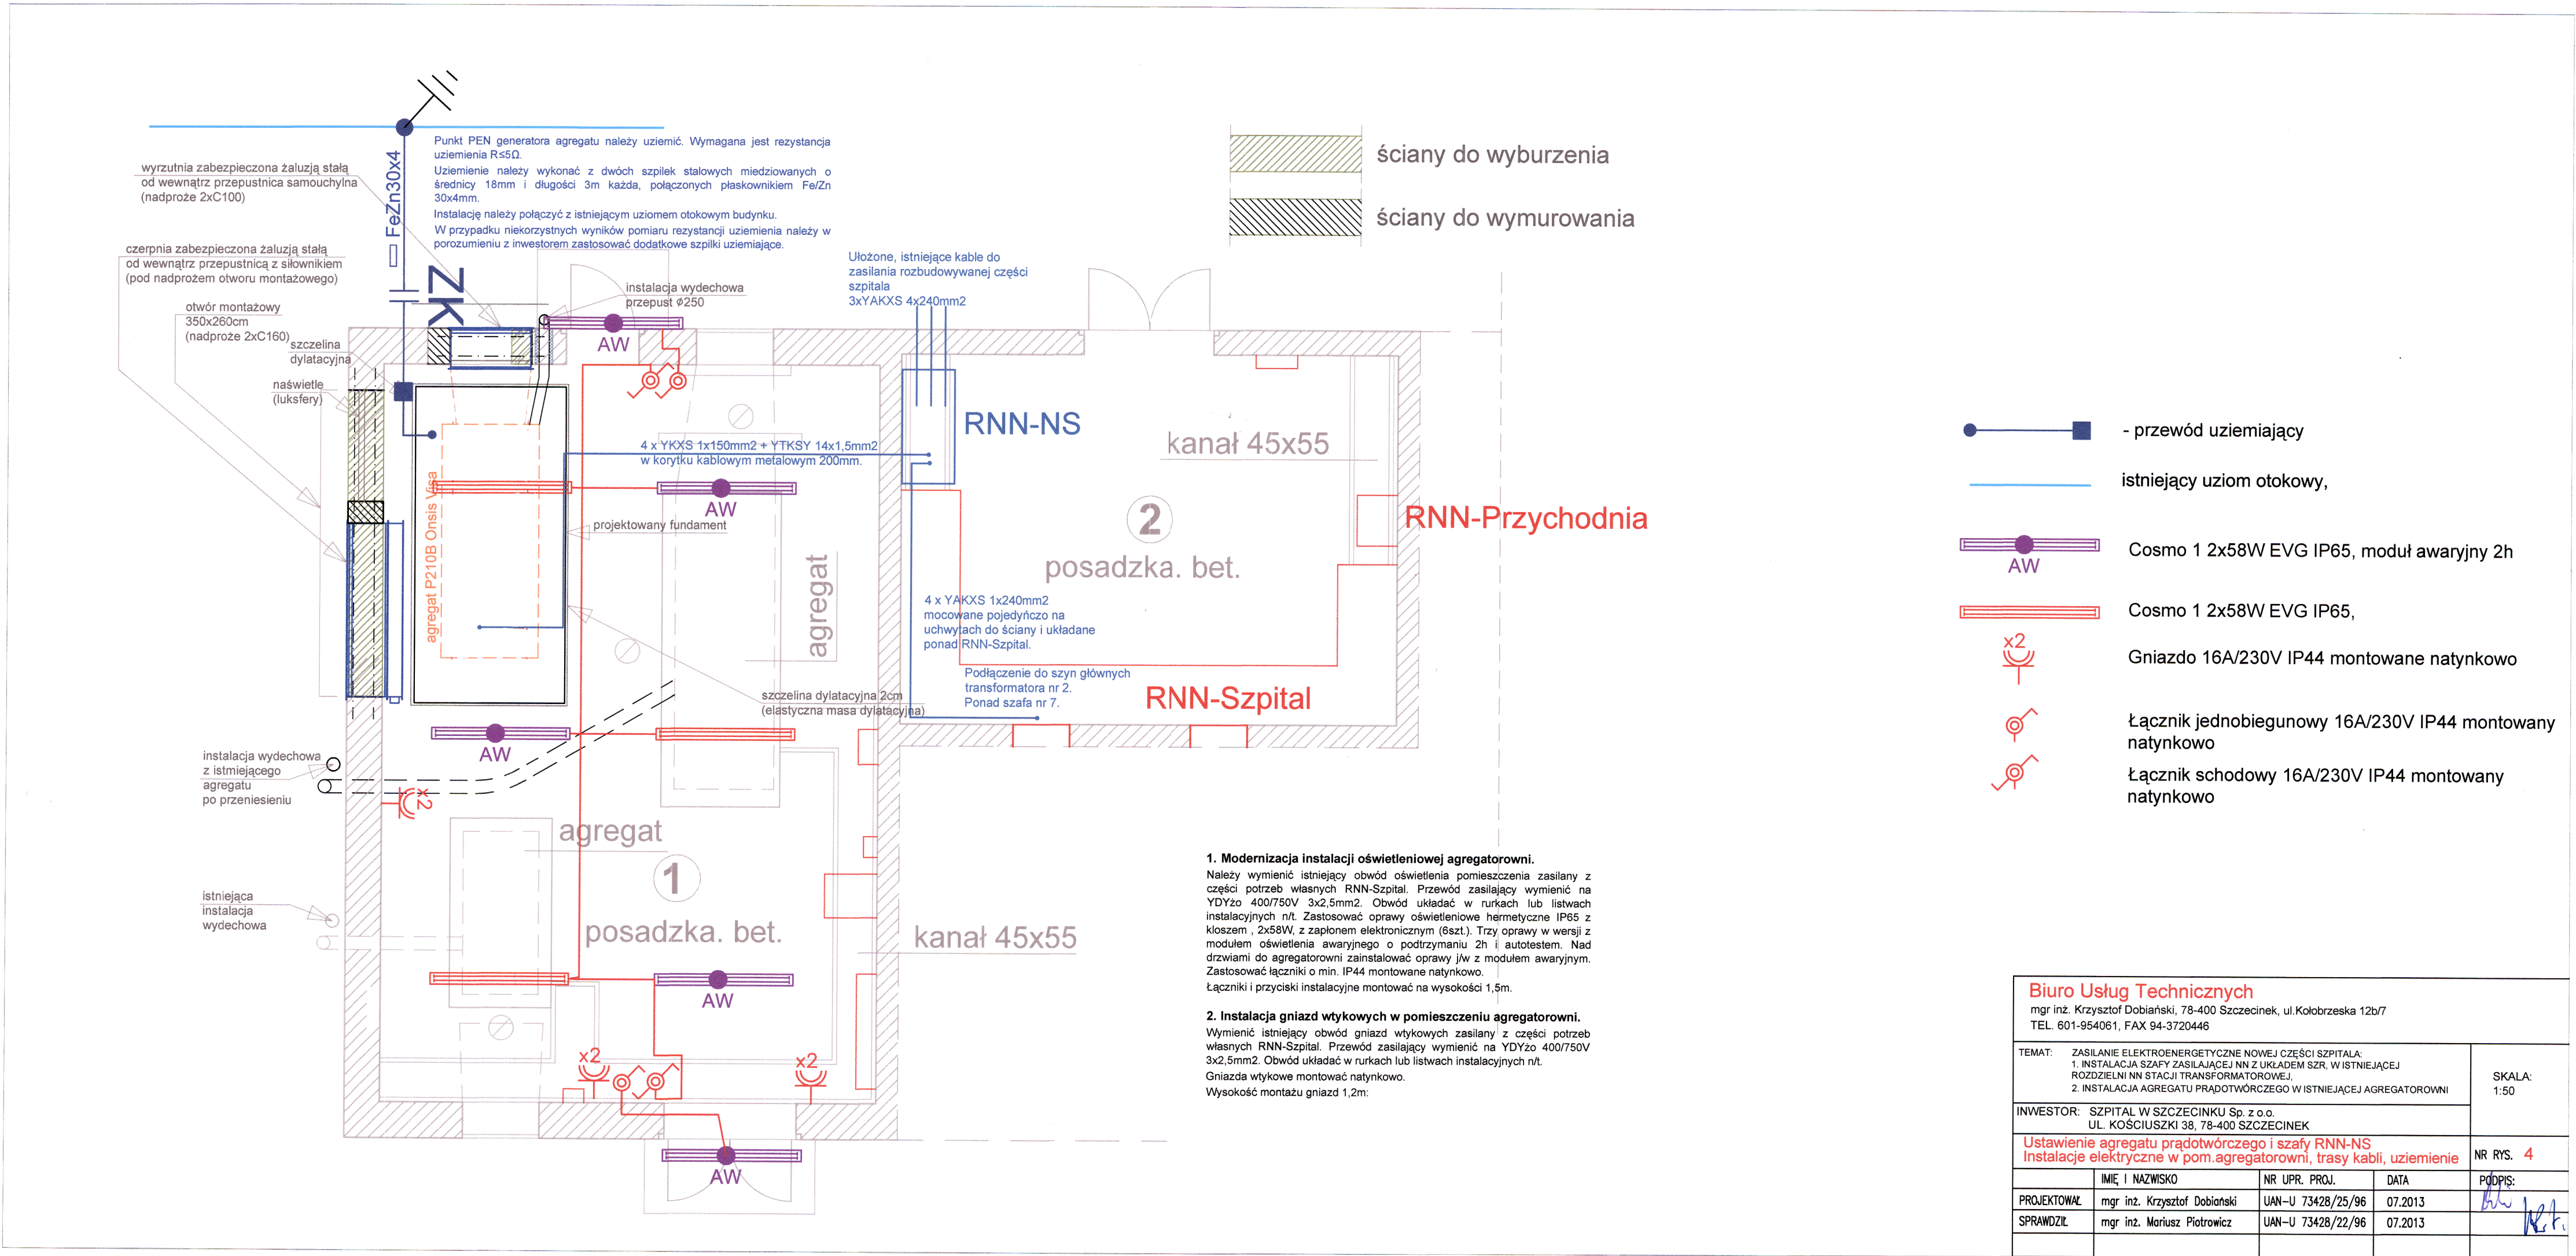 Punkt PEN generatora agregatu należy uziemić. Wymagana jest rezystancja
uziemienia R≤5Ω.
Uziemienie należy wykonać z dwóch szpilek stalowych miedziowanych o
średnicy 18mm i długości 3m każda, połączonych płaskownikiem Fe/Zn
30x4mm.
Instalację należy połączyć z istniejącym uziomem otokowym budynku.
W przypadku niekorzystnych wyników pomiaru rezystancji uziemienia należy w
porozumieniu z inwestorem zastosować dodatkowe szpilki uziemiające.
FeZn30x4
ZK
wyrzutnia zabezpieczona żaluzją stałą
od wewnątrz przepustnica samouchylna
(nadproże 2xC100)
czerpnia zabezpieczona żaluzją stałą
od wewnątrz przepustnicą z siłownikiem
(pod nadprożem otworu montażowego)
otwór montażowy
350x260cm
(nadproże 2xC160)
szczelina
dylatacyjna
naświetle
(luksfery)
instalacja wydechowa
przepust ϕ250
AW
Ułożone, istniejące kable do
zasilania rozbudowywanej części
szpitala
3xYAKXS 4x240mm2
ściany do wyburzenia
ściany do wymurowania
RNN-NS
kanał 45x55
4 x YKXS 1x150mm2 + YTKSY 14x1,5mm2
w korytku kablowym metalowym 200mm.
AW
agregat P210B Onsis Visa
projektowany fundament
agregat
2
posadzka. bet.
RNN-Przychodnia
4 x YAKXS 1x240mm2
mocowane pojedyńczo na
uchwytach do ściany i układane
ponad RNN-Szpital.
Podłączenie do szyn głównych
transformatora nr 2.
Ponad szafa nr 7.
RNN-Szpital
szczelina dylatacyjna 2cm
(elastyczna masa dylatacyjna)
AW
instalacja wydechowa
z istmiejącego
agregatu
po przeniesieniu
x2
agregat
1
posadzka. bet.
kanał 45x55
istniejąca
instalacja
wydechowa
AW
x2
x2
AW
- przewód uziemiający
istniejący uziom otokowy,
AW
Cosmo 1 2x58W EVG IP65, moduł awaryjny 2h
Cosmo 1 2x58W EVG IP65,
x2
Gniazdo 16A/230V IP44 montowane natynkowo
Łącznik jednobiegunowy 16A/230V IP44 montowany
natynkowo
Łącznik schodowy 16A/230V IP44 montowany
natynkowo
1. Modernizacja instalacji oświetleniowej agregatorowni.
Należy wymienić istniejący obwód oświetlenia pomieszczenia zasilany z
części potrzeb własnych RNN-Szpital. Przewód zasilający wymienić na
YDYżo 400/750V 3x2,5mm2. Obwód układać w rurkach lub listwach
instalacyjnych n/t. Zastosować oprawy oświetleniowe hermetyczne IP65 z
kloszem , 2x58W, z zapłonem elektronicznym (6szt.). Trzy oprawy w wersji z
modułem oświetlenia awaryjnego o podtrzymaniu 2h i autotestem. Nad
drzwiami do agregatorowni zainstalować oprawy j/w z modułem awaryjnym.
Zastosować łączniki o min. IP44 montowane natynkowo.
Łączniki i przyciski instalacyjne montować na wysokości 1,5m.
2. Instalacja gniazd wtykowych w pomieszczeniu agregatorowni.
Wymienić istniejący obwód gniazd wtykowych zasilany z części potrzeb
własnych RNN-Szpital. Przewód zasilający wymienić na YDYżo 400/750V
3x2,5mm2. Obwód układać w rurkach lub listwach instalacyjnych n/t.
Gniazda wtykowe montować natynkowo.
Wysokość montażu gniazd 1,2m:
Biuro Usług Technicznych
mgr inż. Krzysztof Dobiański, 78-400 Szczecinek, ul.Kołobrzeska 12b/7
TEL. 601-954061, FAX 94-3720446
TEMAT: ZASILANIE ELEKTROENERGETYCZNE NOWEJ CZĘŚCI SZPITALA:
1. INSTALACJA SZAFY ZASILAJĄCEJ NN Z UKŁADEM SZR, W ISTNIEJĄCEJ
ROZDZIELNI NN STACJI TRANSFORMATOROWEJ,
2. INSTALACJA AGREGATU PRĄDOTWÓRCZEGO W ISTNIEJĄCEJ AGREGATOROWNI
SKALA:
1:50
INWESTOR: SZPITAL W SZCZECINKU Sp. z o.o.
UL. KOŚCIUSZKI 38, 78-400 SZCZECINEK
Ustawienie agregatu prądotwórczego i szafy RNN-NS
Instalacje elektryczne w pom.agregatorowni, trasy kabli, uziemienie
NR RYS. 4
IMIĘ I NAZWISKO NR UPR. PROJ. DATA PODPIS:
PROJEKTOWAŁ mgr inż. Krzysztof Dobiański UAN-U 73428/25/96 07.2013
SPRAWDZIŁ mgr inż. Mariusz Piotrowicz UAN-U 73428/22/96 07.2013